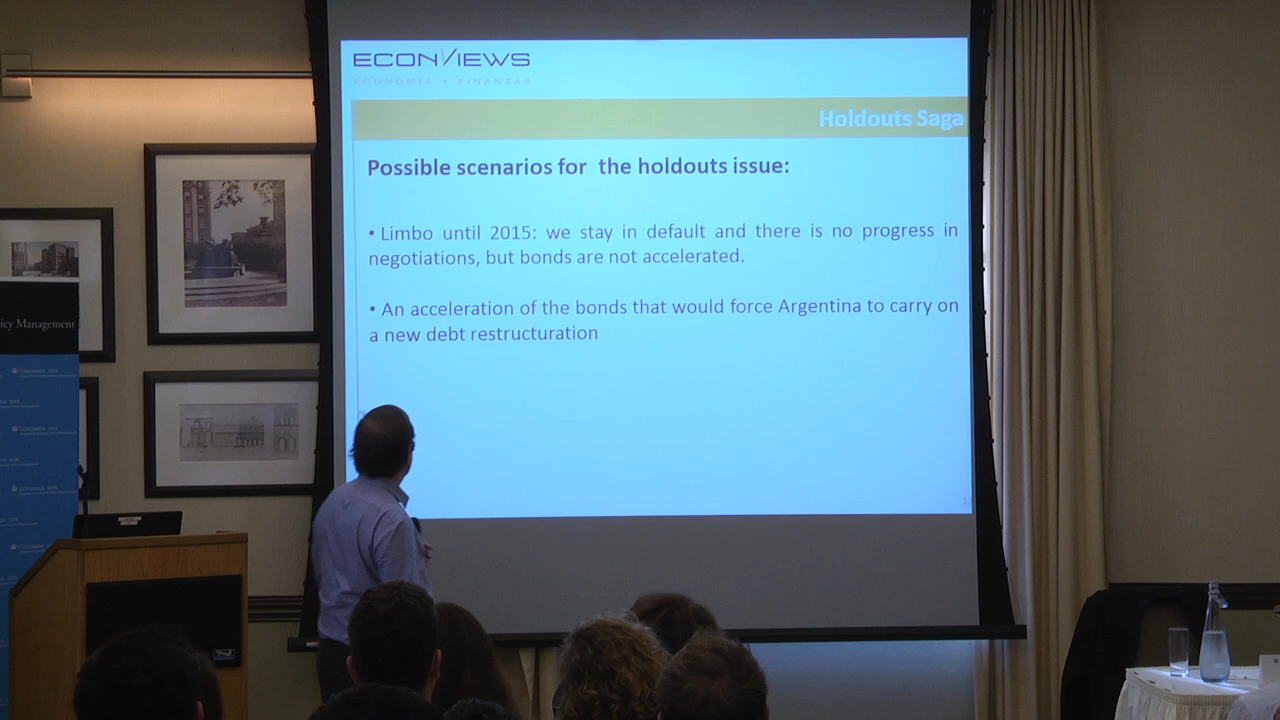 ECONVIEWS
ECONOMÍA Y FINANZAS
Holdouts Saga
Possible scenarios for the holdouts issue:
• Limbo until 2015: we stay in default and there is no progress in
negotiations, but bonds are not accelerated.
• An acceleration of the bonds that would force Argentina to carry on
a new debt restructuration
icy Management
COLUMBIA SIPA